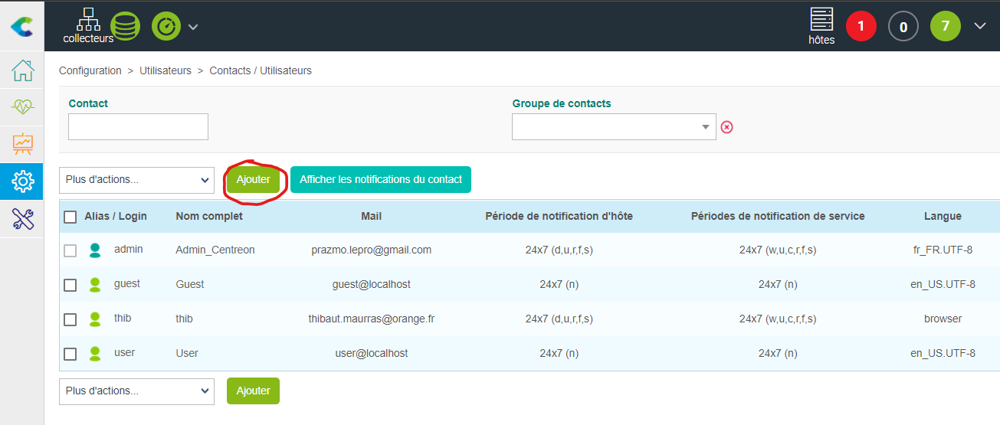 collecteurs
hôtes
1
0
7
Configuration > Utilisateurs > Contacts / Utilisateurs
Contact
Groupe de contacts
Plus d'actions...
Ajouter
Afficher les notifications du contact
Alias / Login Nom complet Mail Période de notification d'hôte Périodes de notification de service Langue
admin Admin_Centreon prazmo.lepro@gmail.com 24x7 (d,u,r,f,s) 24x7 (w,u,c,r,f,s) fr_FR.UTF-8
guest Guest guest@localhost 24x7 (n) 24x7 (n) en_US.UTF-8
thib thib thibaut.maurras@orange.fr 24x7 (d,u,r,f,s) 24x7 (w,u,c,r,f,s) browser
user User user@localhost 24x7 (n) 24x7 (n) en_US.UTF-8
Plus d'actions...
Ajouter